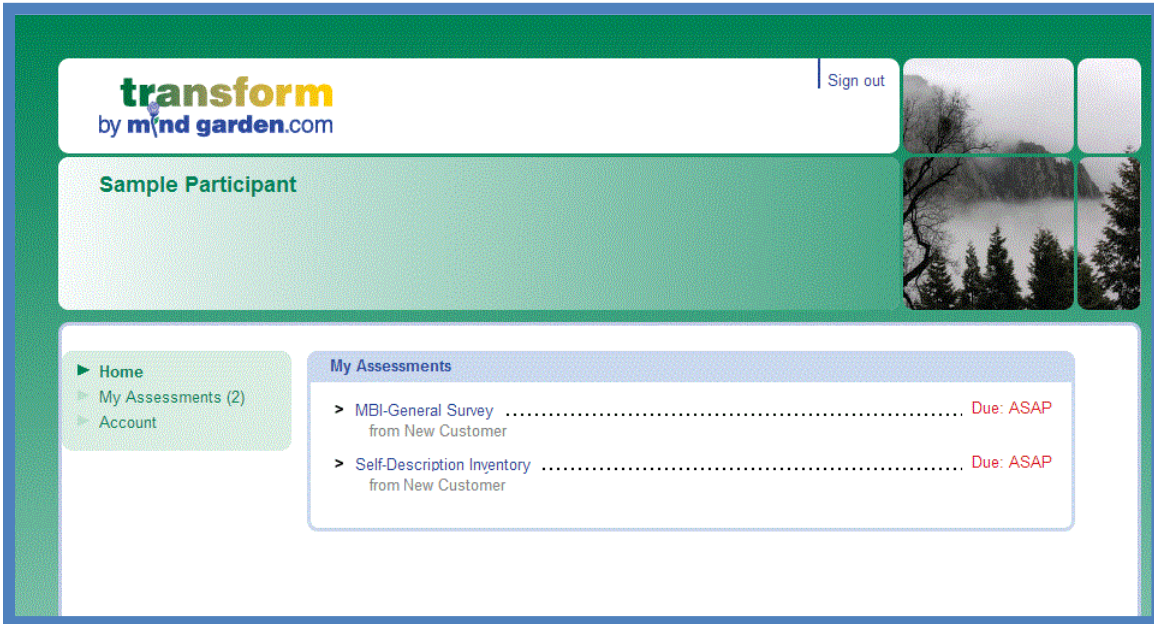 transform
by mind garden.com
Sign out
Sample Participant
Home
My Assessments (2)
Account
My Assessments
> MBI-General Survey ........ Due: ASAP
from New Customer
> Self-Description Inventory ........ Due: ASAP
from New Customer